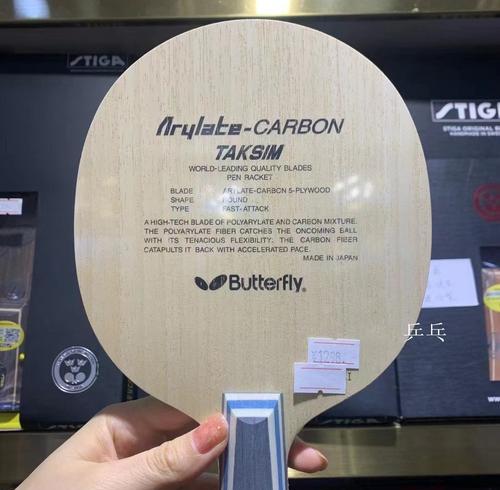 STIGA
Arylate-CARBON
TAKSIM
WORLD-LEADING QUALITY BLADES
PEN RACKET
BLADE ARYLATE-CARBON 5-PLYWOOD
SHAPE ROUND
TYPE FAST-ATTACK
A HIGH-TECH BLADE OF POLYARYLATE AND CARBON MIXTURE.
THE POLYARYLATE FIBER CATCHES THE ONCOMING BALL
WITH ITS TENACIOUS FLEXIBILITY: THE CARBON FIBER
CATAPULTS IT BACK WITH ACCELERATED PACE.
MADE IN JAPAN
Butterfly
STIGA
乒乓